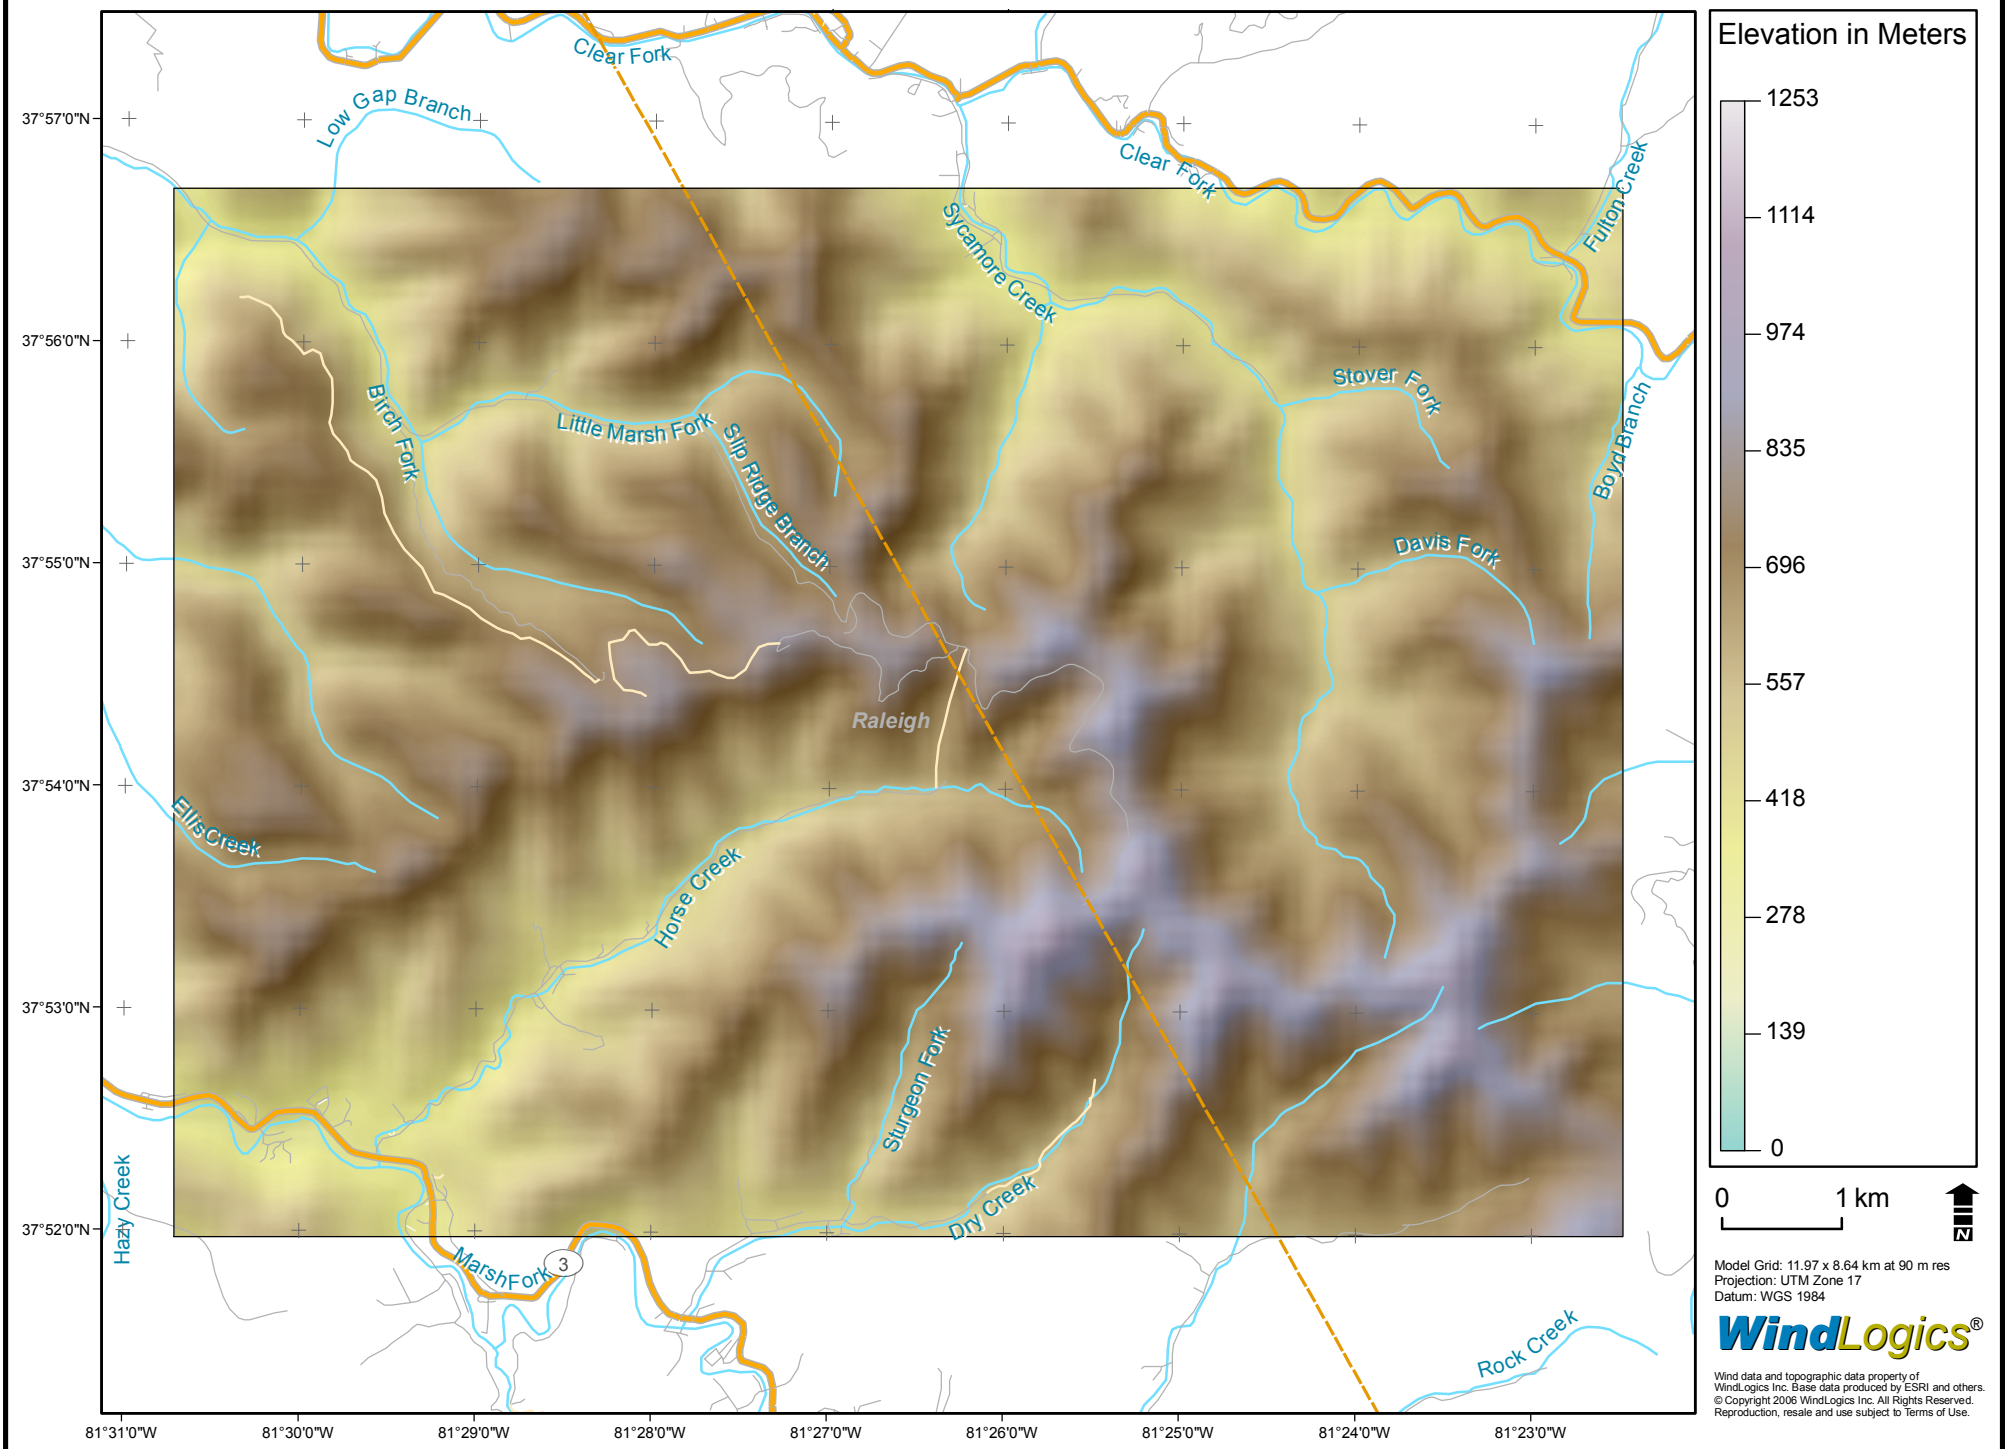 Elevation in Meters
1253
1114
974
835
696
557
418
278
139
0
0 1 km
N
Model Grid: 11.97 x 8.64 km at 90 m res
Projection: UTM Zone 17
Datum: WGS 1984
WindLogics®
Wind data and topographic data property of
WindLogics Inc. Base data produced by ESRI and others.
© Copyright 2006 WindLogics Inc. All Rights Reserved.
Reproduction, resale and use subject to Terms of Use.
37°57'0"N
37°56'0"N
37°55'0"N
37°54'0"N
37°53'0"N
37°52'0"N
81°31'0"W
81°30'0"W
81°29'0"W
81°28'0"W
81°27'0"W
81°26'0"W
81°25'0"W
81°24'0"W
81°23'0"W
Clear Fork
Low Gap Branch
Clear Fork
Fulton Creek
Sycamore Creek
Stover Fork
Birch Fork
Little Marsh Fork
Slip Ridge Branch
Boyd Branch
Davis Fork
Raleigh
Ellis Creek
Horse Creek
Sturgeon Fork
Dry Creek
Hazy Creek
Marsh Fork
3
Rock Creek